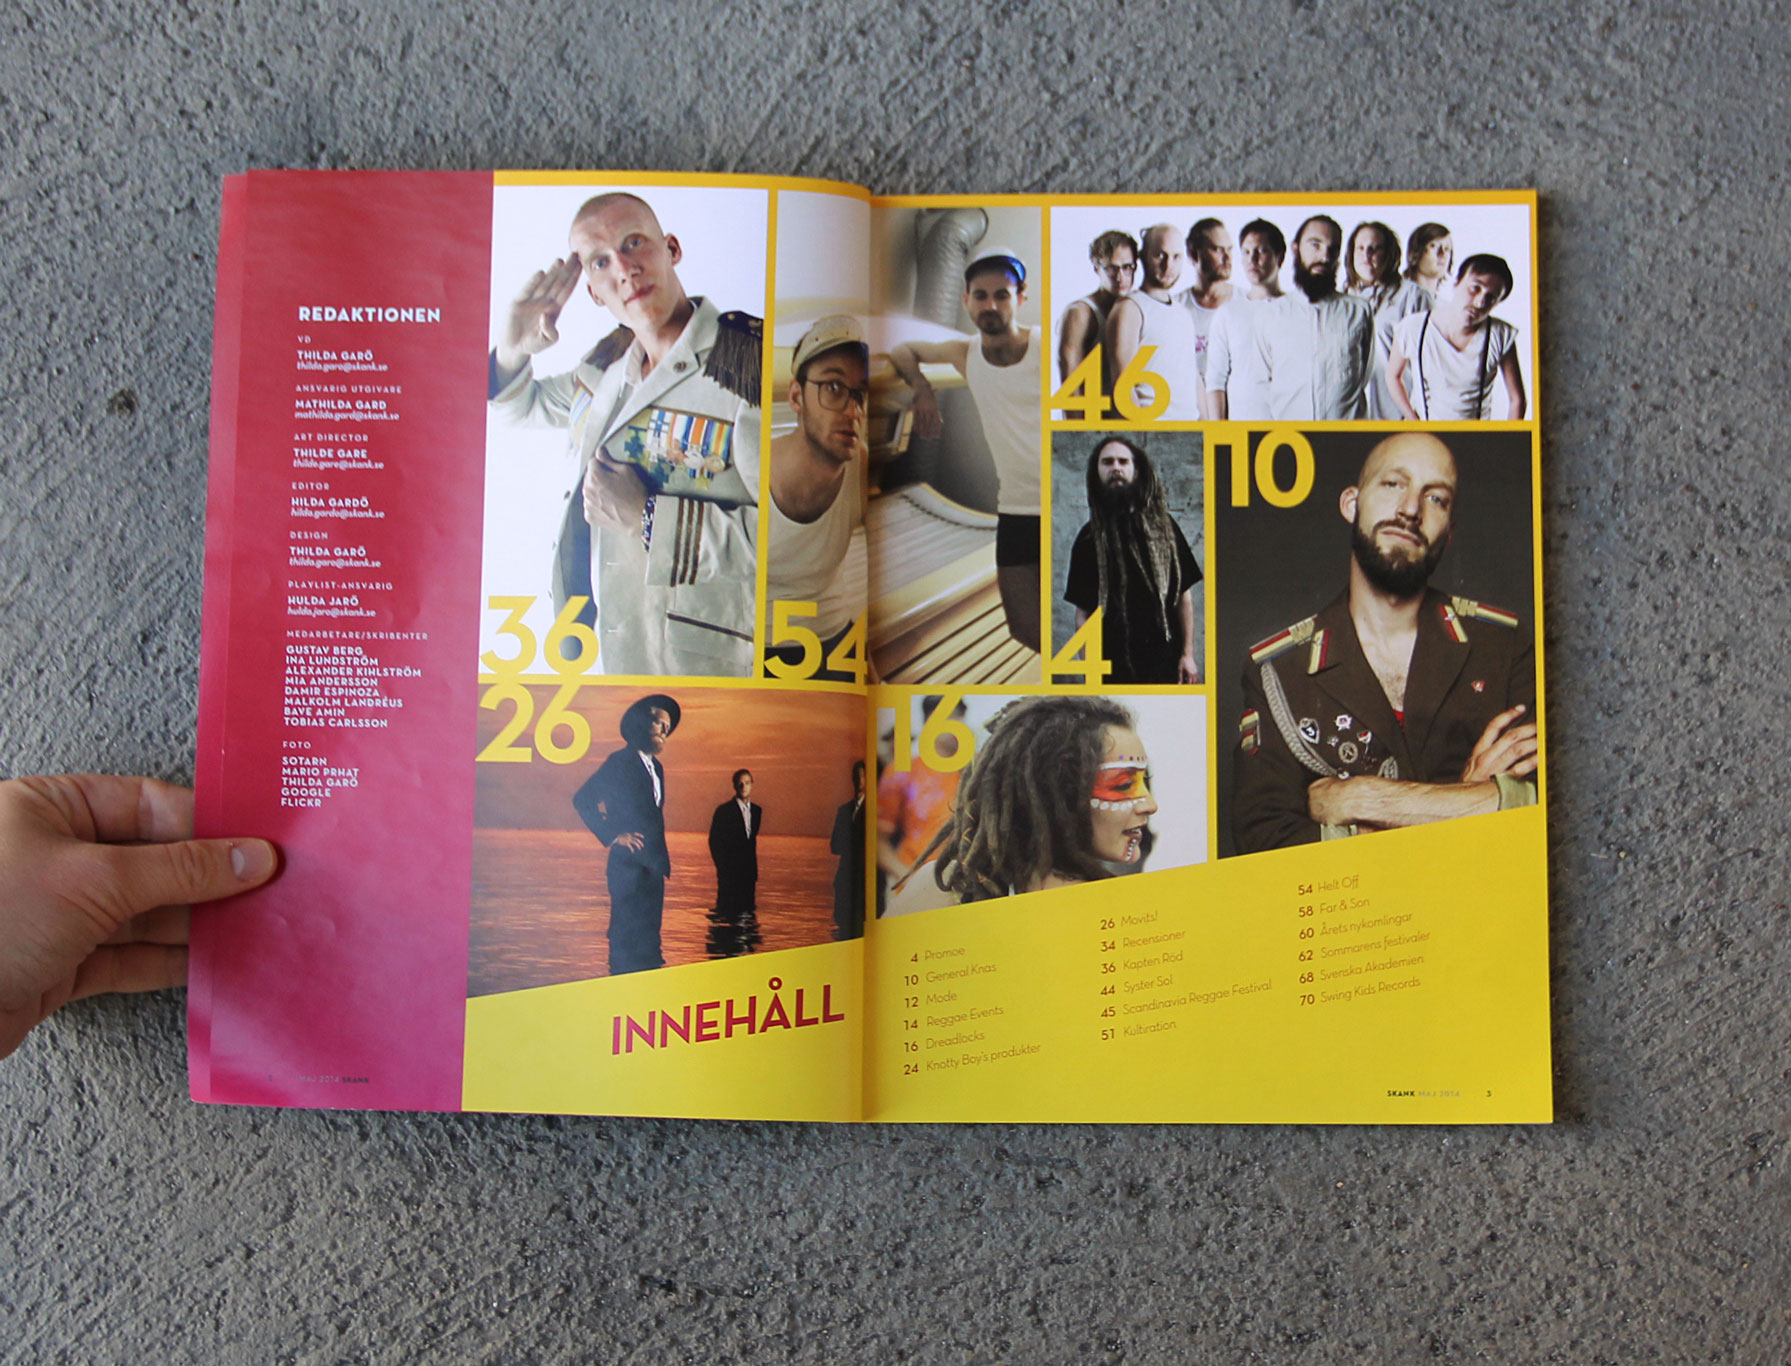 REDAKTIONEN
VD
THILDA GARÖ
thilda.garo@skank.se
ANSVARIG UTGIVARE
MATHILDA GARD
mathilda.gard@skank.se
ART DIRECTOR
THILDE GARE
thilde.gare@skank.se
EDITOR
HILDA GARDÖ
hilda.gardo@skank.se
DESIGN
THILDA GARÖ
thilda.garo@skank.se
PLAYLIST-ANSVARIG
HULDA JARÖ
hulda.jaro@skank.se
MEDARBETARE/SKRIBENTER
GUSTAV BERG
INA LUNDSTRÖM
ALEXANDER KIHLSTRÖM
MIA ANDERSSON
DAMIR ESPINOZA
MALKOLM LANDRÉUS
BAVE AMIN
TOBIAS CARLSSON
FOTO
SOTARN
MARIO PRHAT
THILDA GARÖ
GOOGLE
FLICKR
2 MAJ 2014 SKANK
36
54
26
46
4
10
16
INNEHÅLL
4 Promoe
10 General Knas
12 Mode
14 Reggae Events
16 Dreadlocks
24 Knotty Boy's produkter
26 Movits!
34 Recensioner
36 Kapten Röd
44 Syster Sol
45 Scandinavia Reggae Festival
51 Kultiration
54 Helt Off
58 Far & Son
60 Årets nykomlingar
62 Sommarens festivaler
68 Svenska Akademien
70 Swing Kids Records
SKANK MAJ 2014 3